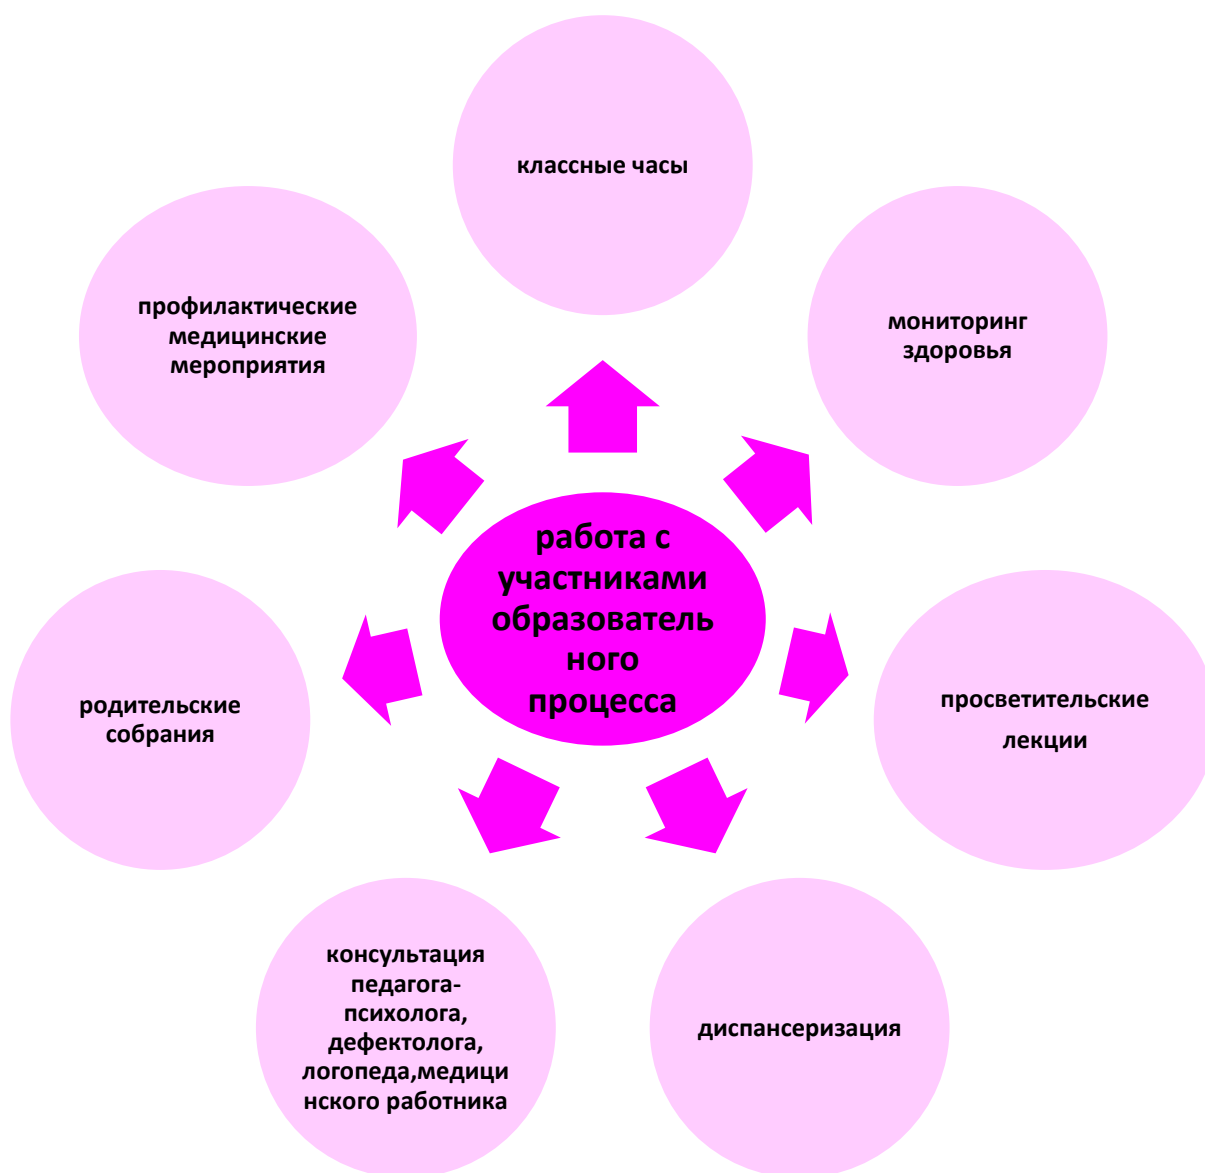 классные часы
профилактические
медицинские
мероприятия
мониторинг
здоровья
работа с
участниками
образователь
ного
процесса
родительские
собрания
просветительские
лекции
консультация
педагога-
психолога,
дефектолога,
логопеда,медици
нского работника
диспансеризация